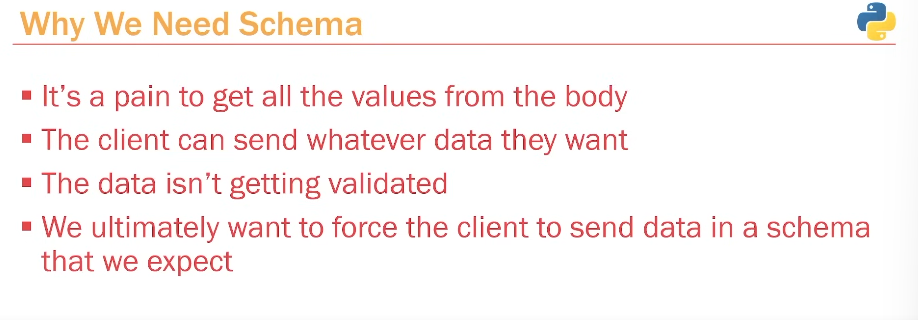 Why We Need Schema
▪ It's a pain to get all the values from the body
▪ The client can send whatever data they want
▪ The data isn't getting validated
▪ We ultimately want to force the client to send data in a schema
that we expect